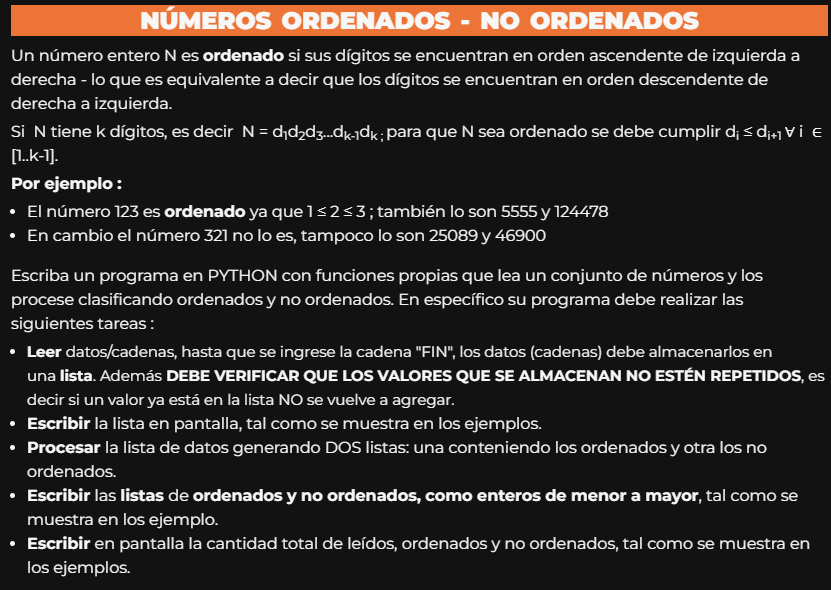 NÚMEROS ORDENADOS - NO ORDENADOS
Un número entero N es ordenado si sus dígitos se encuentran en orden ascendente de izquierda a
derecha - lo que es equivalente a decir que los dígitos se encuentran en orden descendente de
derecha a izquierda.
Si N tiene k dígitos, es decir N = d₁d₂d₃...dₖ₋₁dₖ ; para que N sea ordenado se debe cumplir dᵢ ≤ dᵢ₊₁ ∀ i ∈
[1..k-1].
Por ejemplo :
• El número 123 es ordenado ya que 1 ≤ 2 ≤ 3 ; también lo son 5555 y 124478
• En cambio el número 321 no lo es, tampoco lo son 25089 y 46900
Escriba un programa en PYTHON con funciones propias que lea un conjunto de números y los
procese clasificando ordenados y no ordenados. En específico su programa debe realizar las
siguientes tareas :
• Leer datos/cadenas, hasta que se ingrese la cadena "FIN", los datos (cadenas) debe almacenarlos en
una lista. Además DEBE VERIFICAR QUE LOS VALORES QUE SE ALMACENAN NO ESTÉN REPETIDOS, es
decir si un valor ya está en la lista NO se vuelve a agregar.
• Escribir la lista en pantalla, tal como se muestra en los ejemplos.
• Procesar la lista de datos generando DOS listas: una conteniendo los ordenados y otra los no
ordenados.
• Escribir las listas de ordenados y no ordenados, como enteros de menor a mayor, tal como se
muestra en los ejemplo.
• Escribir en pantalla la cantidad total de leídos, ordenados y no ordenados, tal como se muestra en
los ejemplos.